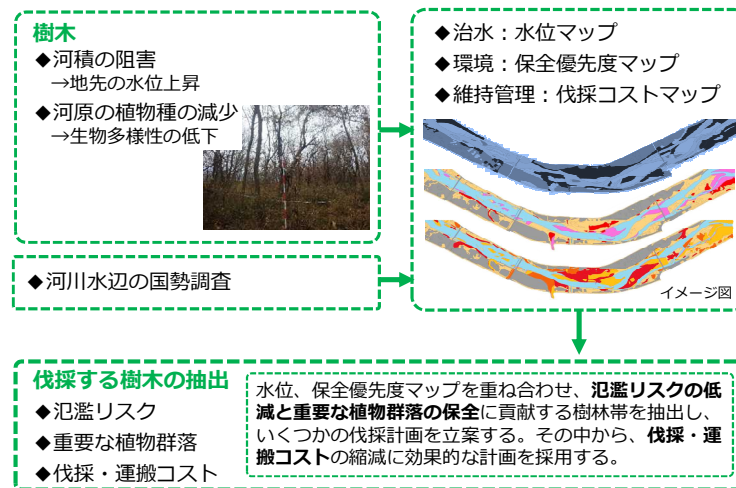 樹木
◆河積の阻害
→地先の水位上昇
◆河原の植物種の減少
→生物多様性の低下
◆河川水辺の国勢調査
◆治水：水位マップ
◆環境：保全優先度マップ
◆維持管理：伐採コストマップ
イメージ図
伐採する樹木の抽出
◆氾濫リスク
◆重要な植物群落
◆伐採・運搬コスト
水位、保全優先度マップを重ね合わせ、氾濫リスクの低
減と重要な植物群落の保全に貢献する樹林帯を抽出し、
いくつかの伐採計画を立案する。その中から、伐採・運
搬コストの縮減に効果的な計画を採用する。